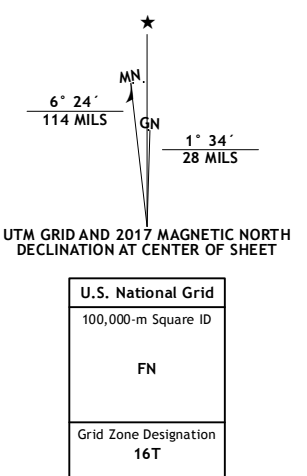 ★
MN.
6° 24´
114 MILS
GN
1° 34´
28 MILS
UTM GRID AND 2017 MAGNETIC NORTH
DECLINATION AT CENTER OF SHEET
U.S. National Grid
100,000-m Square ID
FN
Grid Zone Designation
16T